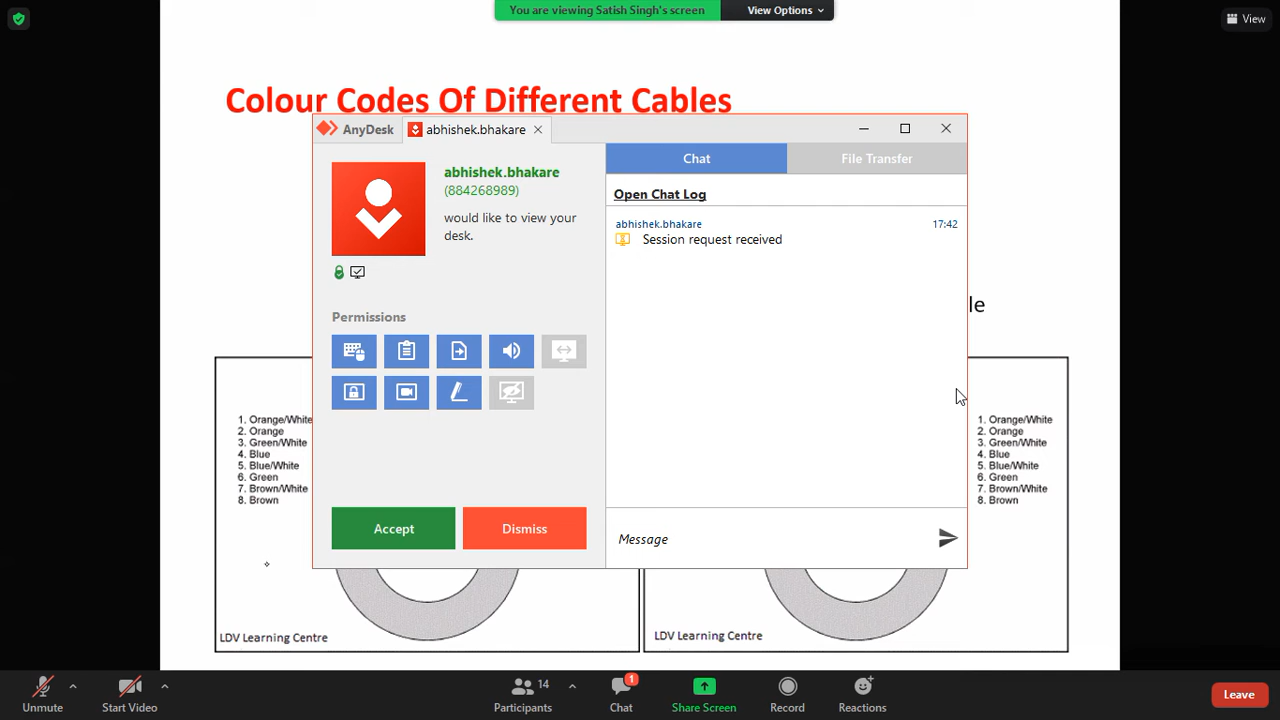 You are viewing Satish Singh's screen
View Options
View
Colour Codes Of Different Cables
AnyDesk
abhishek.bhakare
abhishek.bhakare
(884268989)
would like to view your
desk.
Permissions
Accept
Dismiss
Chat
File Transfer
Open Chat Log
abhishek.bhakare 17:42
Session request received
Message
le
1. Orange/White
2. Orange
3. Green/White
4. Blue
5. Blue/White
6. Green
7. Brown/White
8. Brown
LDV Learning Centre
1. Orange/White
2. Orange
3. Green/White
4. Blue
5. Blue/White
6. Green
7. Brown/White
8. Brown
LDV Learning Centre
Unmute
Start Video
14
Participants
1
Chat
Share Screen
Record
Reactions
Leave